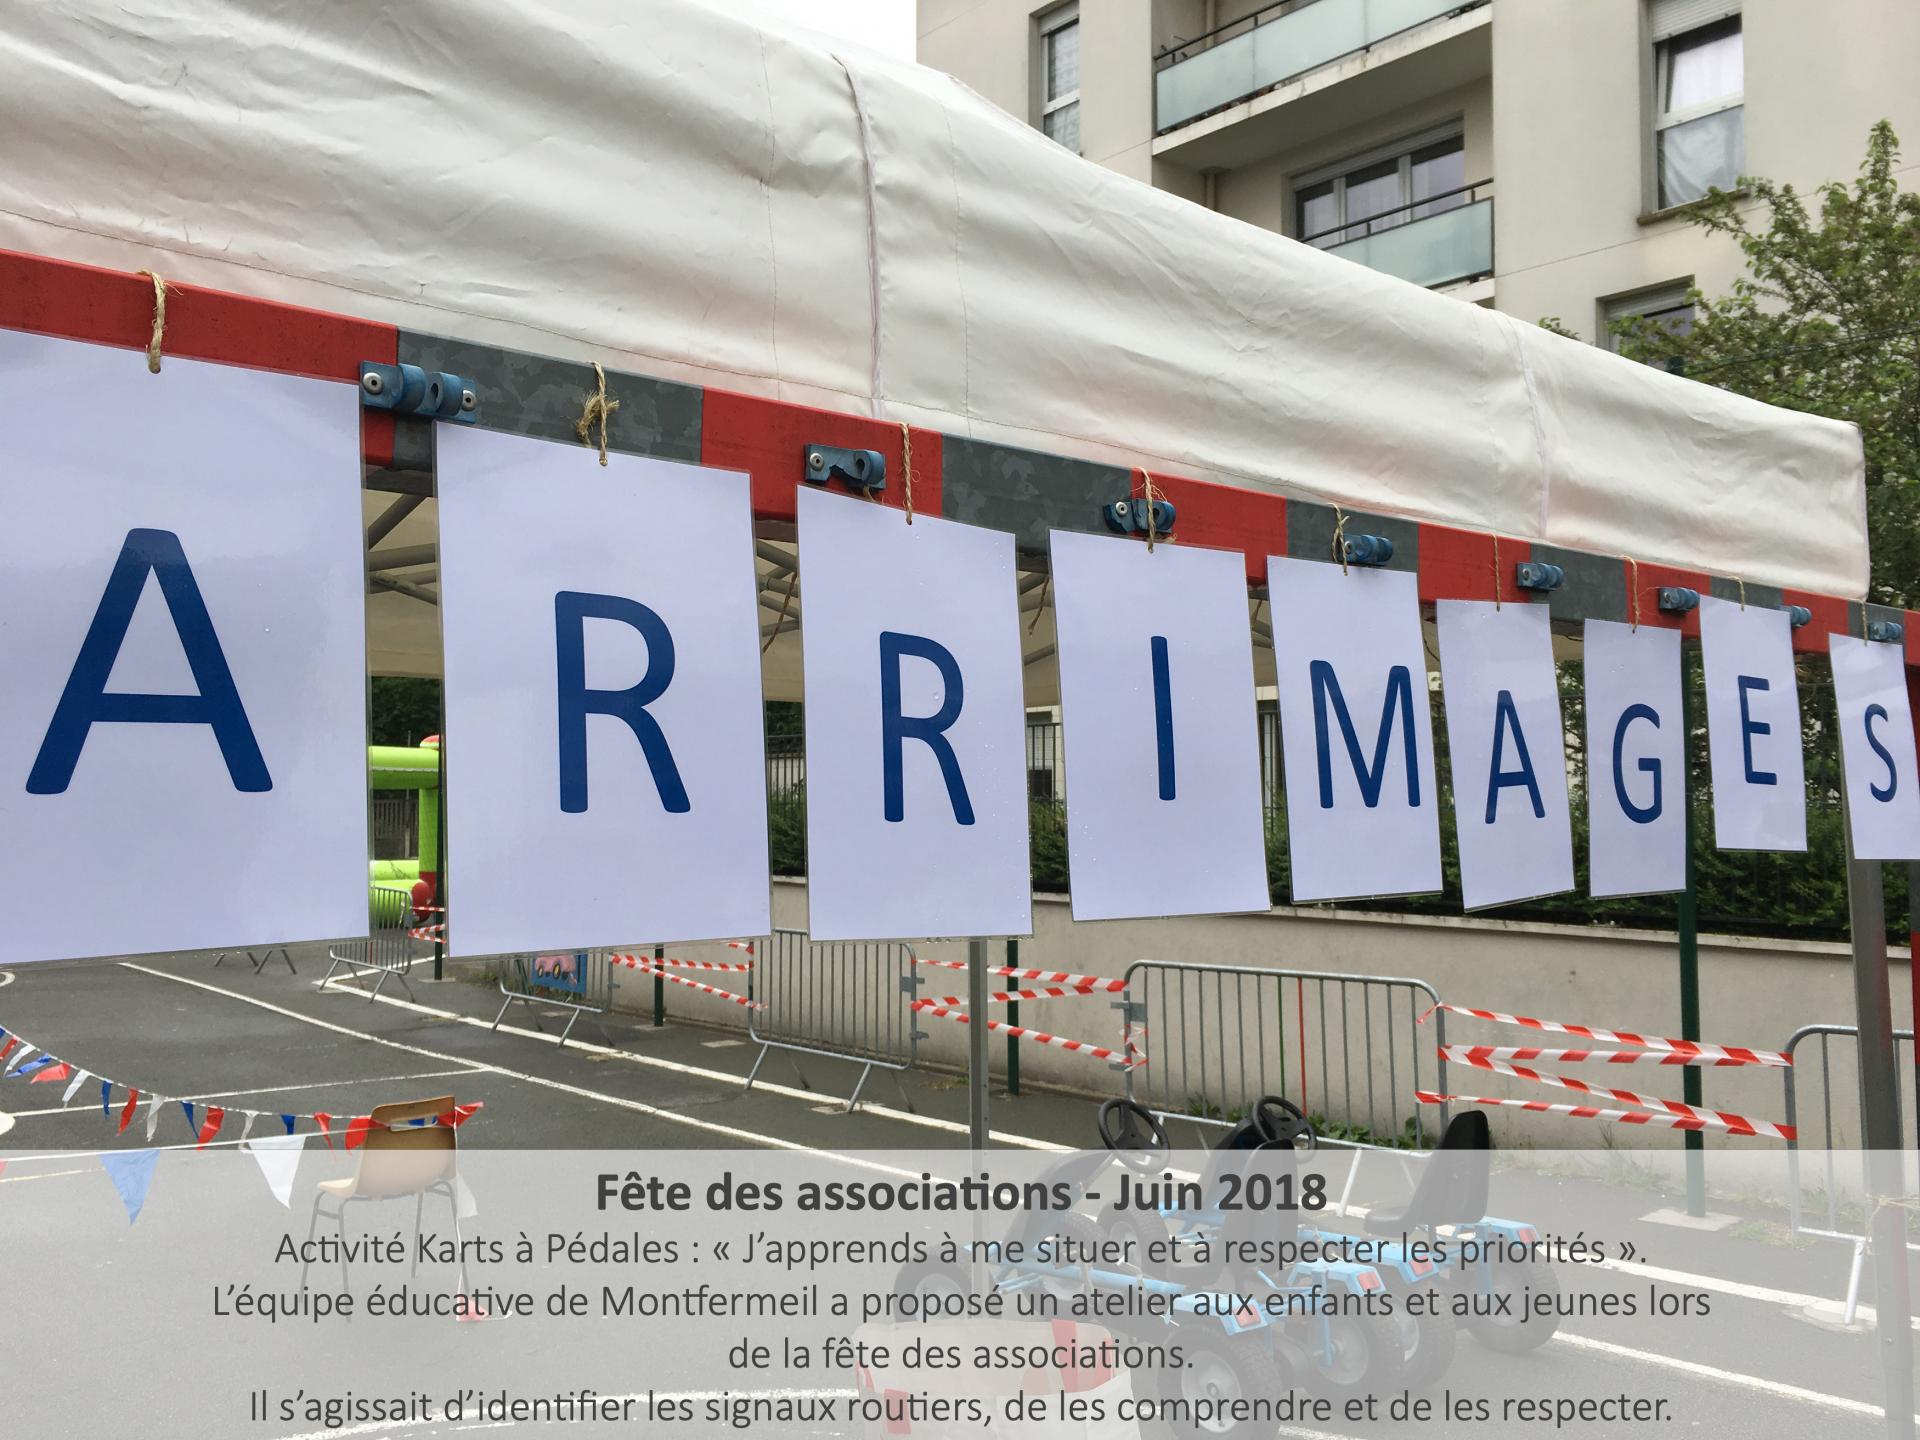 ARRIMAGES
Fête des associations - Juin 2018
Activité Karts à Pédales : « J’apprends à me situer et à respecter les priorités ».
L’équipe éducative de Montfermeil a proposé un atelier aux enfants et aux jeunes lors
de la fête des associations.
Il s’agissait d’identifier les signaux routiers, de les comprendre et de les respecter.